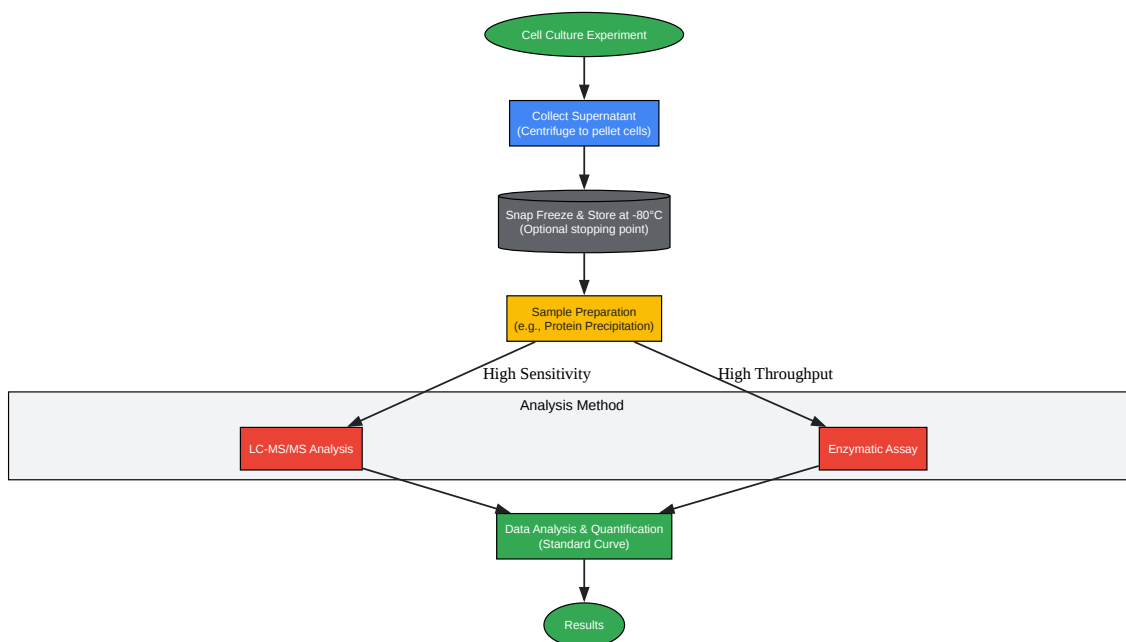 Cell Culture Experiment
Collect Supernatant
(Centrifuge to pellet cells)
Snap Freeze & Store at -80°C
(Optional stopping point)
Sample Preparation
(e.g., Protein Precipitation)
High Sensitivity
High Throughput
Analysis Method
LC-MS/MS Analysis
Enzymatic Assay
Data Analysis & Quantification
(Standard Curve)
Results